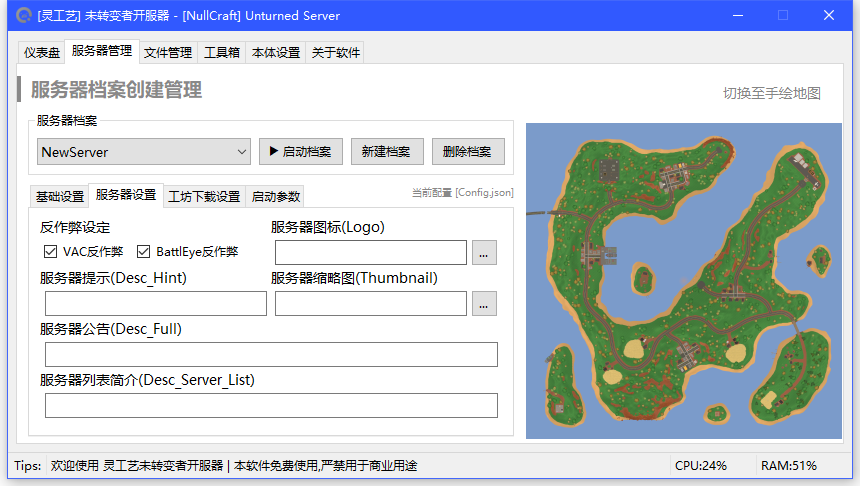 [灵工艺] 未转变者开服器 - [NullCraft] Unturned Server
仪表盘 服务器管理 文件管理 工具箱 本体设置 关于软件
服务器档案创建管理
切换至手绘地图
服务器档案
NewServer 启动档案 新建档案 删除档案
基础设置 服务器设置 工坊下载设置 启动参数
当前配置 [Config.json]
反作弊设定 服务器图标(Logo)
VAC反作弊 BattlEye反作弊 ...
服务器提示(Desc_Hint) 服务器缩略图(Thumbnail)
...
服务器公告(Desc_Full)
服务器列表简介(Desc_Server_List)
Tips: 欢迎使用 灵工艺未转变者开服器 | 本软件免费使用,严禁用于商业用途 CPU:24% RAM:51%